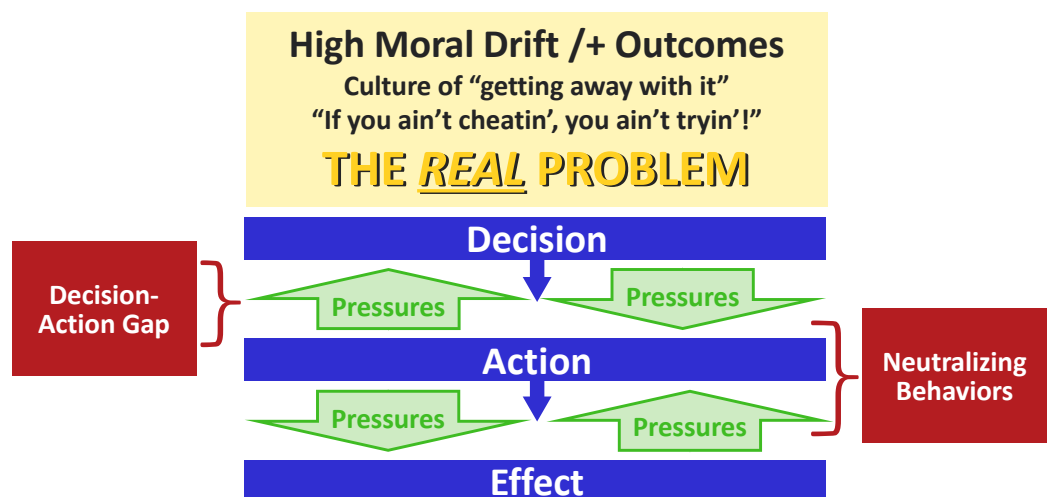 High Moral Drift /+ Outcomes
Culture of “getting away with it”
“If you ain’t cheatin’, you ain’t tryin’!”
THE REAL PROBLEM
Decision
Decision-
Action Gap
Pressures
Pressures
Action
Neutralizing
Behaviors
Pressures
Pressures
Effect